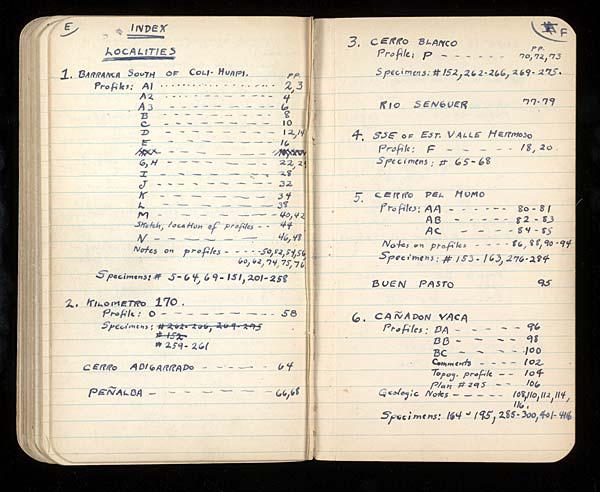 E
INDEX
LOCALITIES
1. BARRANCA SOUTH OF COLI-HUAPI. PP.
Profiles: A1 2,3
A2 4
A3 6
B 8
C 10
D 12,14
E 16
G,H 22,24
I 28
J 32
K 34
L 38
M 40,42
Sketch, location of profiles 44
N 46,48
Notes on profiles 50,52,54,56
60,62,74,75,76
Specimens: # 5-64, 69-151, 201-258
2. KILOMETRO 170.
Profile: O 58
Specimens: # 262-266, 269-275
# 152
# 259-261
CERRO ADIGARRADO 64
PEÑALBA 66,68
F
3. CERRO BLANCO PP.
Profile: P 70,72,73
Specimens: # 152, 262-266, 269-275.
RIO SENGUER 77-79
4. SSE OF EST. VALLE HERMOSO
Profile: F 18,20
Specimens: # 65-68
5. CERRO DEL HUMO
Profiles: AA 80-81
AB 82-83
AC 84-85
Notes on profiles 86,88,90-94
Specimens: # 153-163, 276-284
BUEN PASTO 95
6. CAÑADON VACA
Profiles: DA 96
BB 98
BC 100
Comments 102
Topog. profile 104
Plan # 295 106
Geologic Notes 108,110,112,114,
116.
Specimens: 164-195, 285-300, 401-416